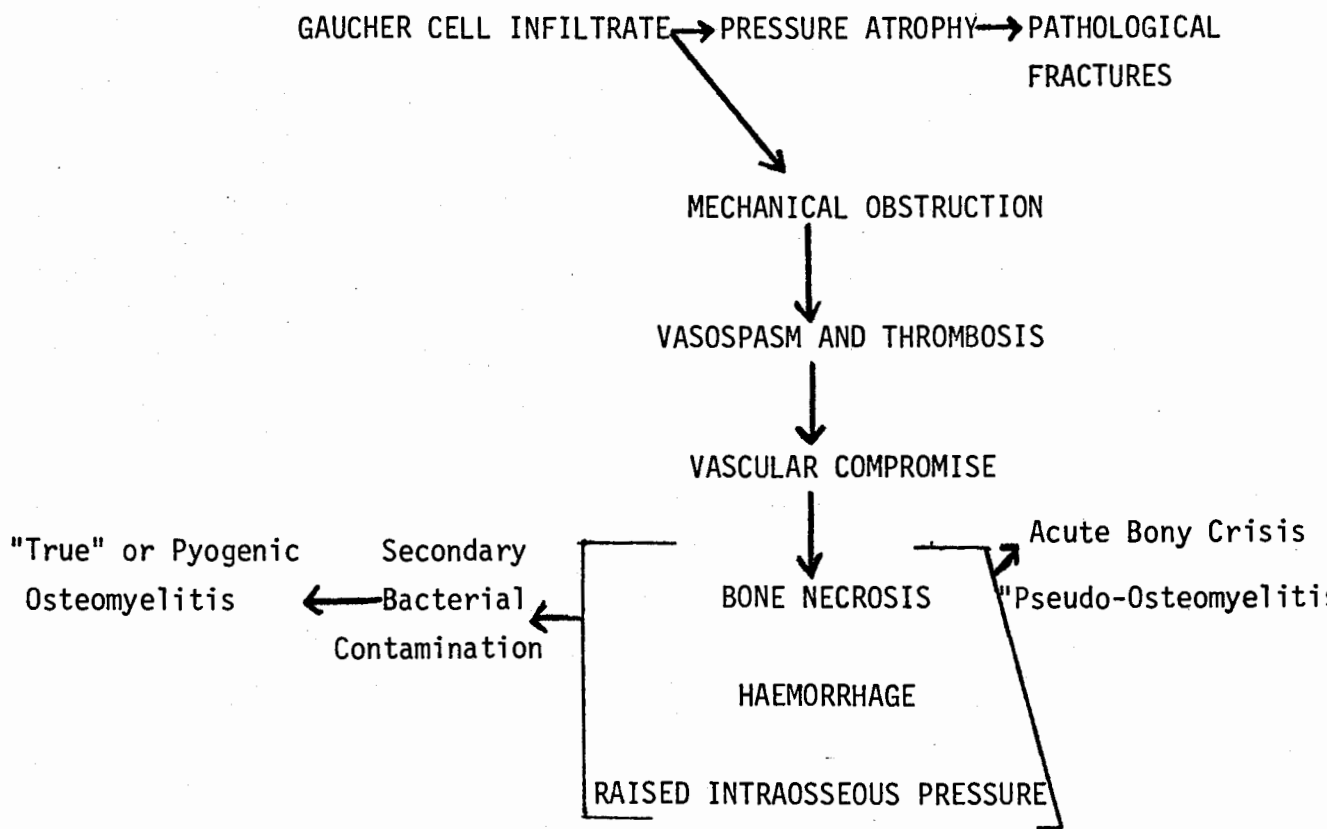 GAUCHER CELL INFILTRATE PRESSURE ATROPHY PATHOLOGICAL
FRACTURES
MECHANICAL OBSTRUCTION
VASOSPASM AND THROMBOSIS
VASCULAR COMPROMISE
"True" or Pyogenic
Osteomyelitis
Secondary
Bacterial
Contamination
BONE NECROSIS
HAEMORRHAGE
RAISED INTRAOSSEOUS PRESSURE
Acute Bony Crisis
"Pseudo-Osteomyelitis